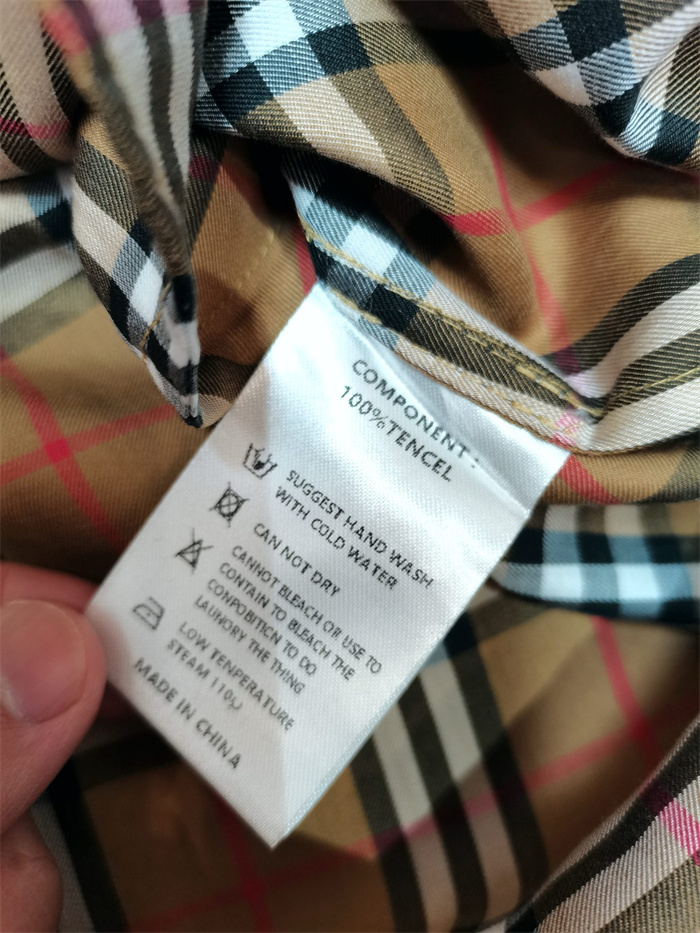 COMPONENT:
100%TENCEL
SUGGEST HAND WASH
WITH COLD WATER
CAN NOT DRY
CANNOT BLEACH OR USE TO
CONTAIN TO BLEACH THE
CONPOBITION TO DO
LAUNDRY THE THING
LOW TENPERATURE
STEAM 110
MADE IN CHINA